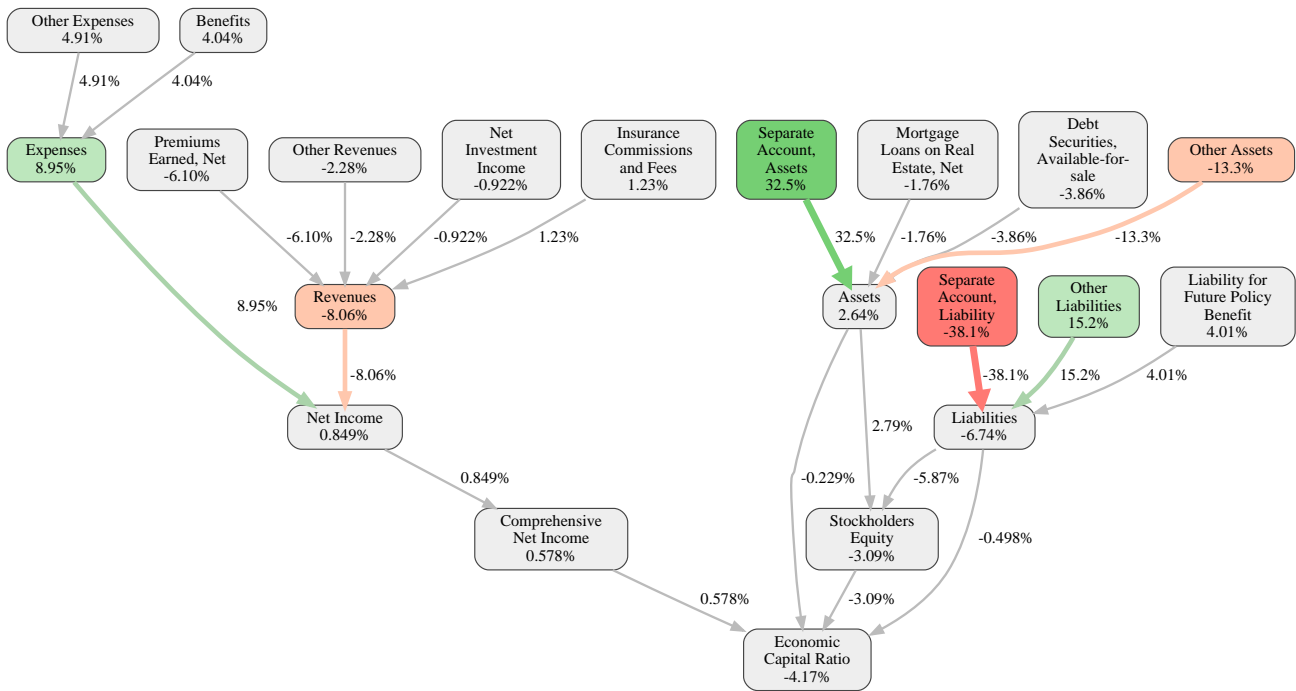 Other Expenses
4.91%
Benefits
4.04%
4.91%
4.04%
Expenses
8.95%
Premiums
Earned, Net
-6.10%
Other Revenues
-2.28%
Net
Investment
Income
-0.922%
Insurance
Commissions
and Fees
1.23%
Separate
Account,
Assets
32.5%
Mortgage
Loans on Real
Estate, Net
-1.76%
Debt
Securities,
Available-for-
sale
-3.86%
Other Assets
-13.3%
-6.10%
-2.28%
-0.922%
1.23%
32.5%
-1.76%
-3.86%
-13.3%
8.95%
Revenues
-8.06%
Assets
2.64%
Separate
Account,
Liability
-38.1%
Other
Liabilities
15.2%
Liability for
Future Policy
Benefit
4.01%
-8.06%
-38.1%
15.2%
4.01%
Net Income
0.849%
2.79%
Liabilities
-6.74%
0.849%
-0.229%
-5.87%
Comprehensive
Net Income
0.578%
Stockholders
Equity
-3.09%
-0.498%
0.578%
-3.09%
Economic
Capital Ratio
-4.17%